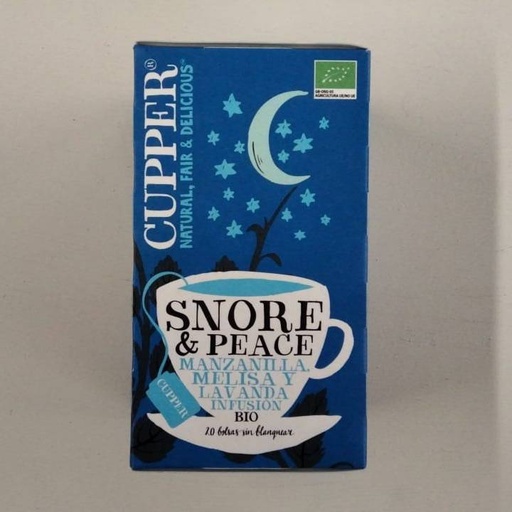 CUPPER®
NATURAL, FAIR & DELICIOUS®
SNORE
& PEACE
MANZANILLA,
MELISA Y
LAVANDA
INFUSIÓN
BIO
20 bolsas sin blanquear
CUPPER